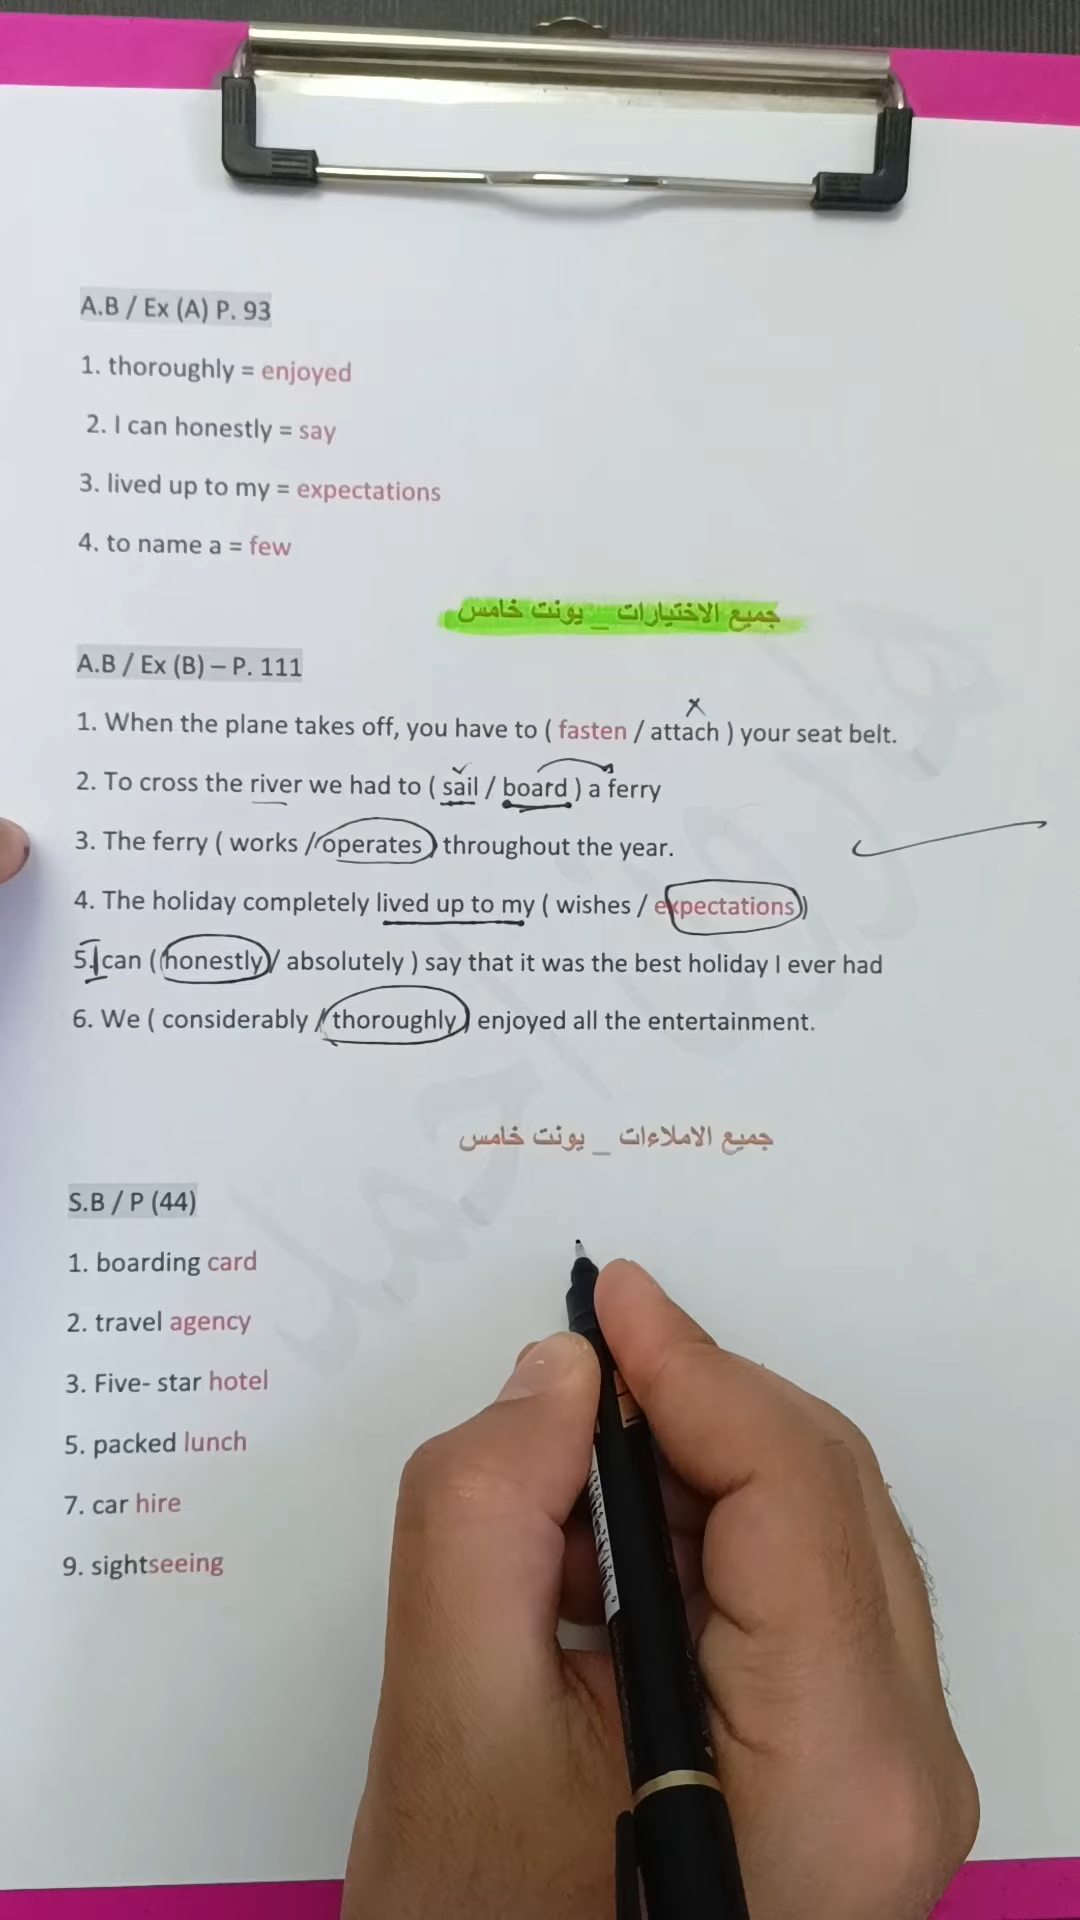 A.B / Ex (A) P. 93
1. thoroughly = enjoyed
2. I can honestly = say
3. lived up to my = expectations
4. to name a = few
جميع الاختيارات _ يونت خامس
A.B / Ex (B) – P. 111
1. When the plane takes off, you have to ( fasten / attach ) your seat belt.
2. To cross the river we had to ( sail / board ) a ferry
3. The ferry ( works / operates ) throughout the year.
4. The holiday completely lived up to my ( wishes / expectations )
5. I can ( honestly / absolutely ) say that it was the best holiday I ever had
6. We ( considerably / thoroughly ) enjoyed all the entertainment.
جميع الاملاءات _ يونت خامس
S.B / P (44)
1. boarding card
2. travel agency
3. Five- star hotel
5. packed lunch
7. car hire
9. sightseeing